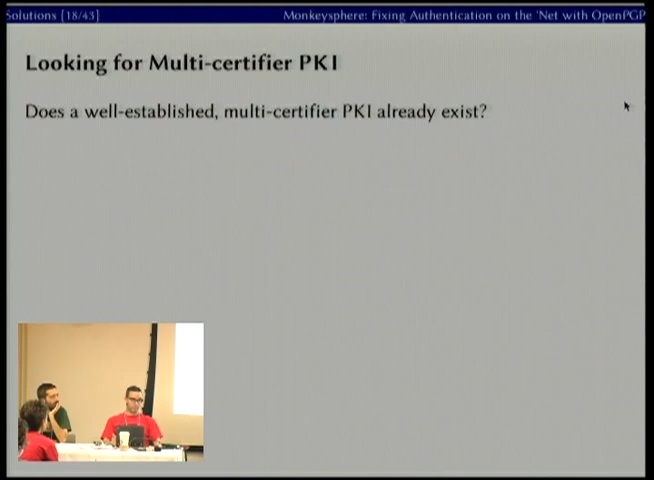 Solutions [18/43]
Monkeysphere: Fixing Authentication on the 'Net with OpenPGP
Looking for Multi-certifier PKI
Does a well-established, multi-certifier PKI already exist?